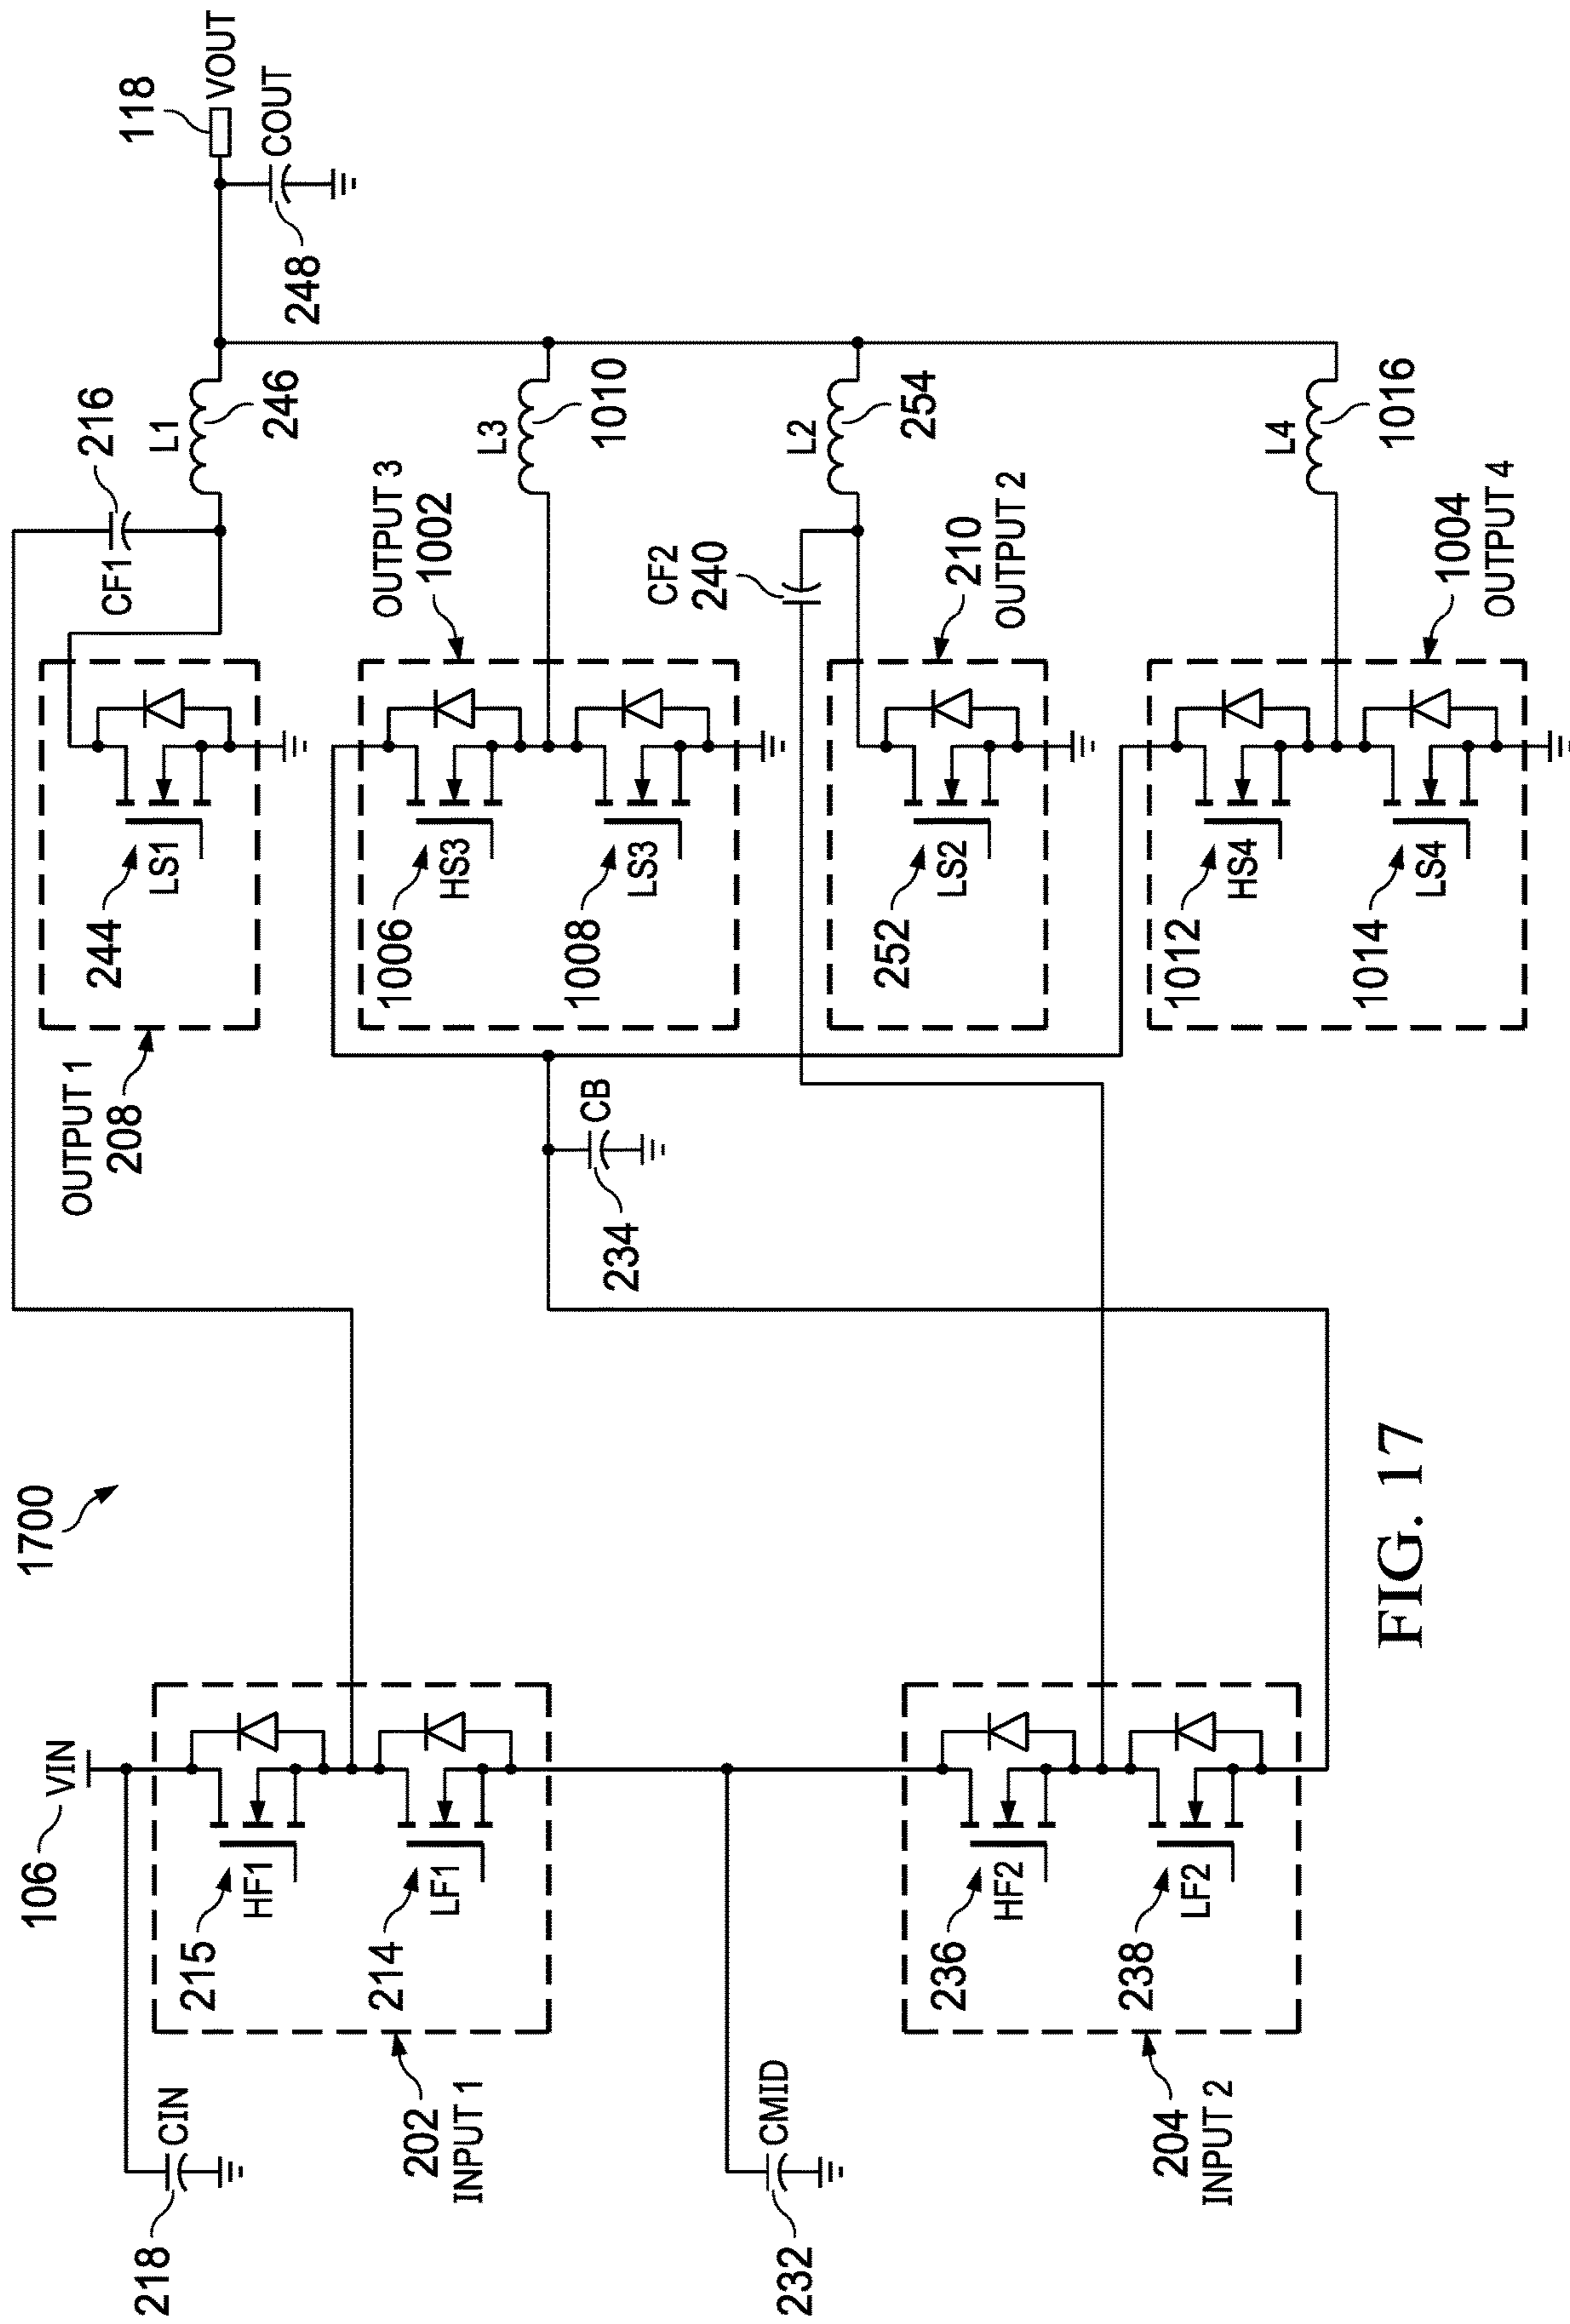 1700
106
VIN
218
CIN
215
HF1
214
LF1
202
INPUT 1
232
CMID
236
HF2
238
LF2
204
INPUT 2
OUTPUT 1
208
244
LS1
CF1
216
L1
246
118
VOUT
COUT
248
234
CB
OUTPUT 3
1002
1006
HS3
1008
LS3
L3
1010
CF2
240
210
OUTPUT 2
252
LS2
L2
254
1004
OUTPUT 4
1012
HS4
1014
LS4
L4
1016
FIG. 17